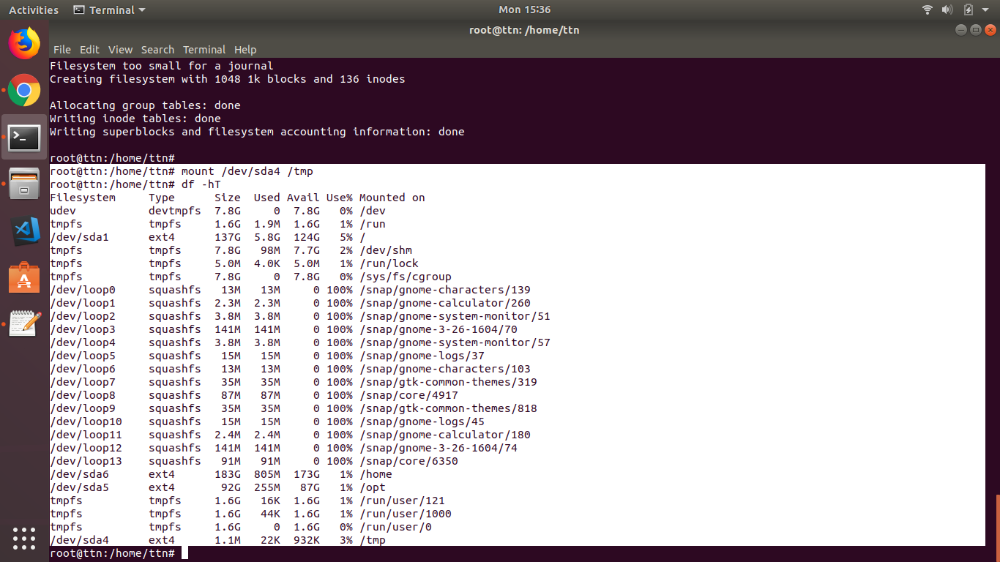 Activities Terminal Mon 15:36
root@ttn: /home/ttn
File Edit View Search Terminal Help
Filesystem too small for a journal
Creating filesystem with 1048 1k blocks and 136 inodes
Allocating group tables: done
Writing inode tables: done
Writing superblocks and filesystem accounting information: done
root@ttn:/home/ttn#
root@ttn:/home/ttn# mount /dev/sda4 /tmp
root@ttn:/home/ttn# df -hT
Filesystem     Type      Size  Used Avail Use% Mounted on
udev           devtmpfs  7.8G     0  7.8G   0% /dev
tmpfs          tmpfs     1.6G  1.9M  1.6G   1% /run
/dev/sda1      ext4      137G  5.8G  124G   5% /
tmpfs          tmpfs     7.8G   98M  7.7G   2% /dev/shm
tmpfs          tmpfs     5.0M  4.0K  5.0M   1% /run/lock
tmpfs          tmpfs     7.8G     0  7.8G   0% /sys/fs/cgroup
/dev/loop0     squashfs   13M   13M     0 100% /snap/gnome-characters/139
/dev/loop1     squashfs  2.3M  2.3M     0 100% /snap/gnome-calculator/260
/dev/loop2     squashfs  3.8M  3.8M     0 100% /snap/gnome-system-monitor/51
/dev/loop3     squashfs  141M  141M     0 100% /snap/gnome-3-26-1604/70
/dev/loop4     squashfs  3.8M  3.8M     0 100% /snap/gnome-system-monitor/57
/dev/loop5     squashfs   15M   15M     0 100% /snap/gnome-logs/37
/dev/loop6     squashfs   13M   13M     0 100% /snap/gnome-characters/103
/dev/loop7     squashfs   35M   35M     0 100% /snap/gtk-common-themes/319
/dev/loop8     squashfs   87M   87M     0 100% /snap/core/4917
/dev/loop9     squashfs   35M   35M     0 100% /snap/gtk-common-themes/818
/dev/loop10    squashfs   15M   15M     0 100% /snap/gnome-logs/45
/dev/loop11    squashfs  2.4M  2.4M     0 100% /snap/gnome-calculator/180
/dev/loop12    squashfs  141M  141M     0 100% /snap/gnome-3-26-1604/74
/dev/loop13    squashfs   91M   91M     0 100% /snap/core/6350
/dev/sda6      ext4      183G  805M  173G   1% /home
/dev/sda5      ext4       92G  255M   87G   1% /opt
tmpfs          tmpfs     1.6G   16K  1.6G   1% /run/user/121
tmpfs          tmpfs     1.6G   44K  1.6G   1% /run/user/1000
tmpfs          tmpfs     1.6G     0  1.6G   0% /run/user/0
/dev/sda4      ext4      1.1M   22K  932K   3% /tmp
root@ttn:/home/ttn#